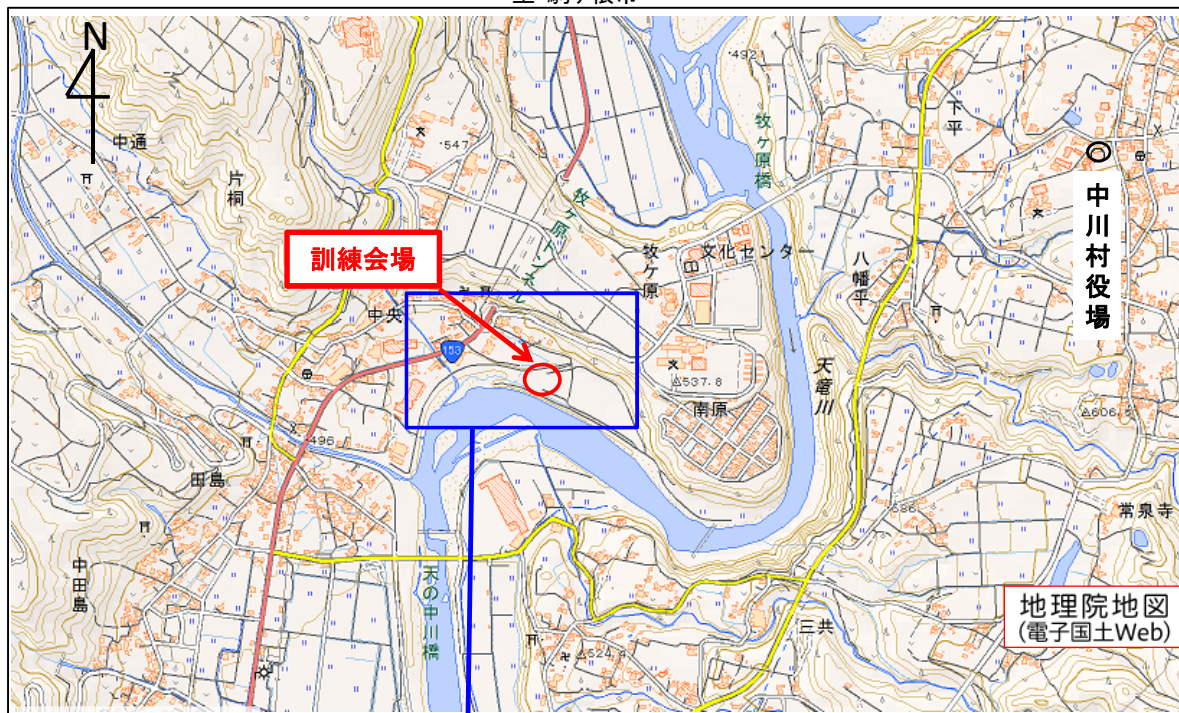 N
・492
中通
片桐
・547
牧ヶ原トンネル
牧ヶ原橋
下平
中川村役場
500
訓練会場
牧ヶ原
文化センター
八幡平
中央
153
天竜川
537.8
南原
606.5
496
田島
常泉寺
中田島
天の中川橋
地理院地図
(電子国土Web)
三共
524.4